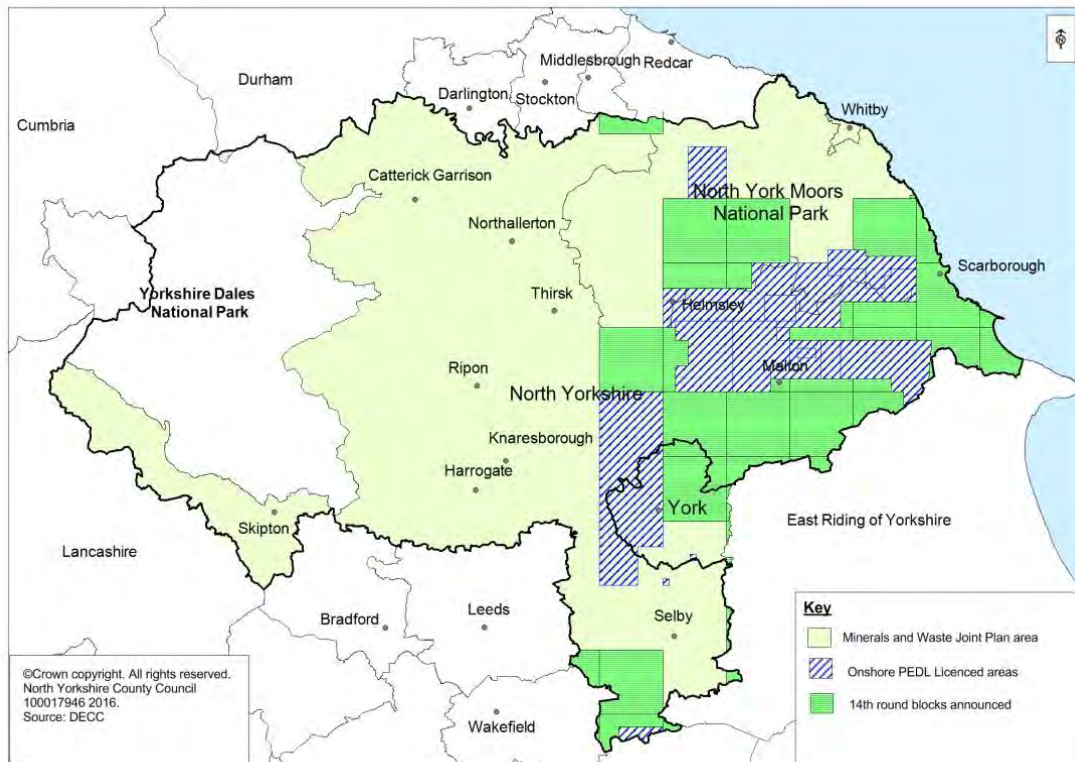 N
Middlesbrough
Redcar
Durham
Darlington
Stockton
Whitby
Cumbria
Catterick Garrison
North York Moors
National Park
Northallerton
Scarborough
Yorkshire Dales
National Park
Thirsk
Helmsley
Ripon
Malton
North Yorkshire
Knaresborough
Harrogate
York
Skipton
East Riding of Yorkshire
Lancashire
Bradford
Leeds
Selby
Wakefield
Key
Minerals and Waste Joint Plan area
Onshore PEDL Licenced areas
14th round blocks announced
©Crown copyright. All rights reserved.
North Yorkshire County Council
100017946 2016.
Source: DECC